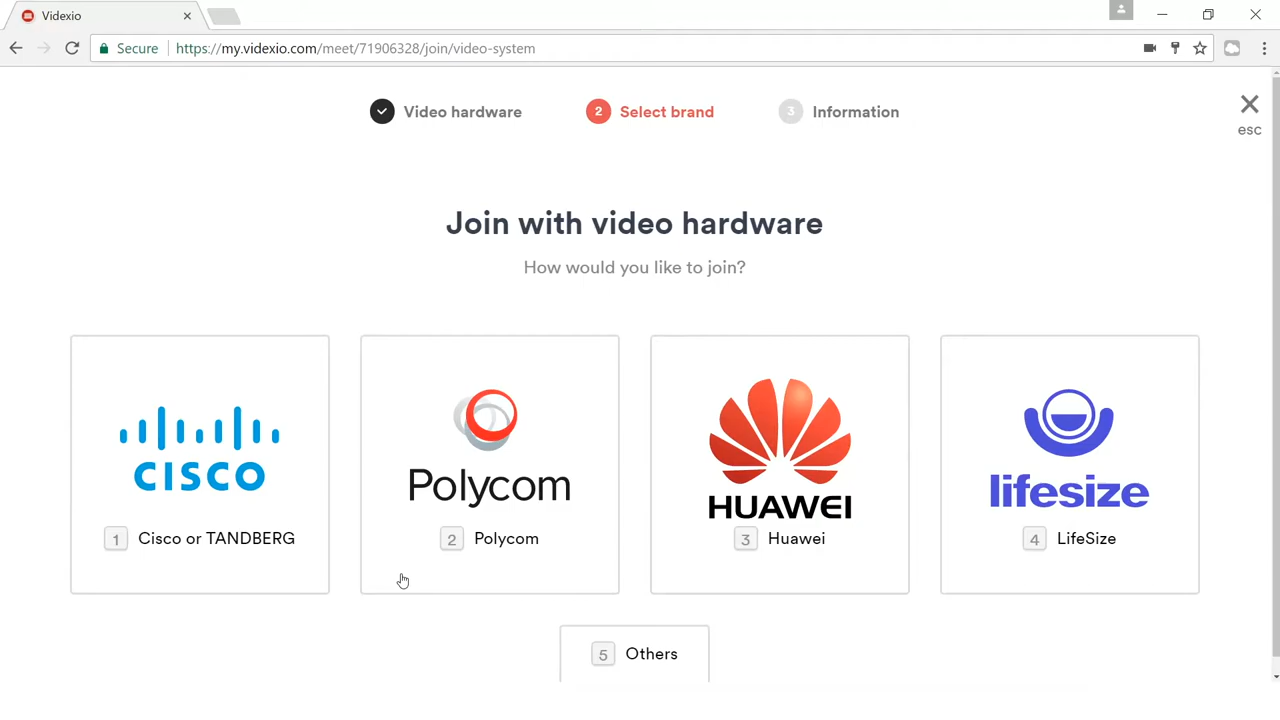 Videxio
Secure https://my.videxio.com/meet/71906328/join/video-system
Video hardware 2 Select brand 3 Information
esc
Join with video hardware
How would you like to join?
CISCO
1 Cisco or TANDBERG
Polycom
2 Polycom
HUAWEI
3 Huawei
lifesize
4 LifeSize
5 Others